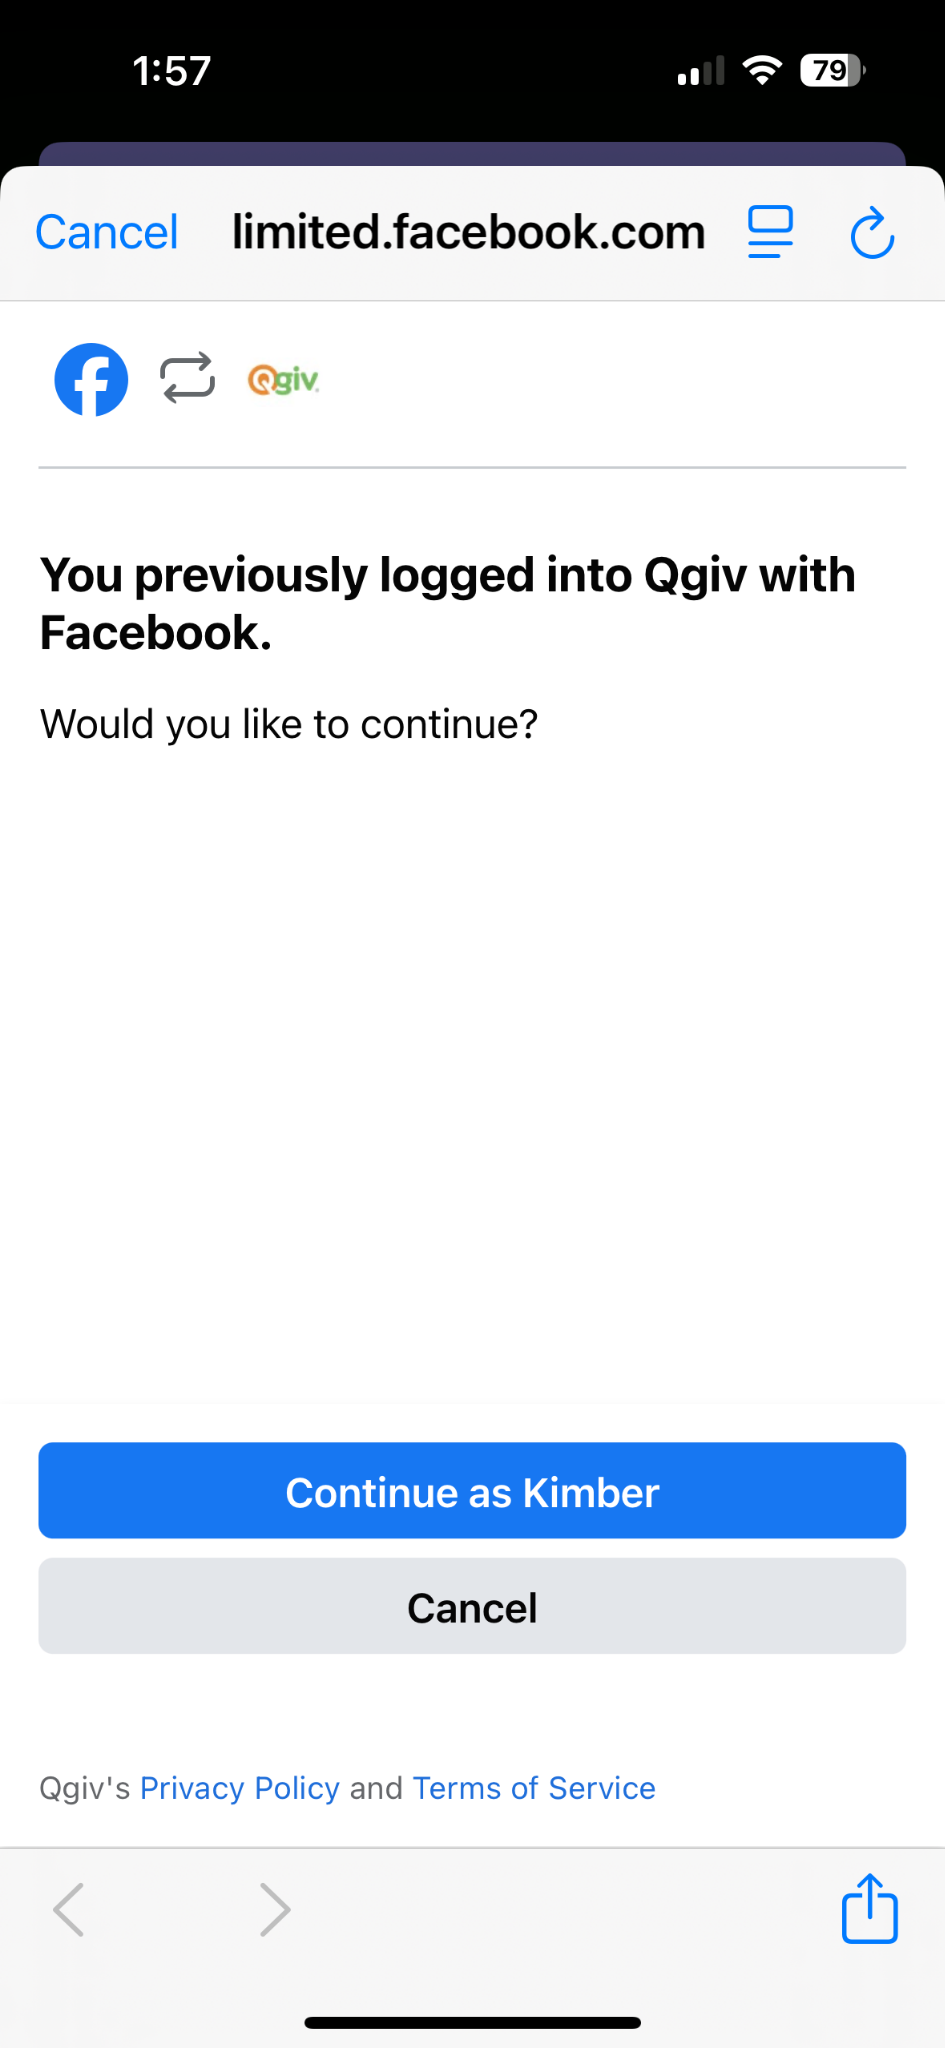 1:57
79
Cancel limited.facebook.com
Qgiv
You previously logged into Qgiv with
Facebook.
Would you like to continue?
Continue as Kimber
Cancel
Qgiv's Privacy Policy and Terms of Service